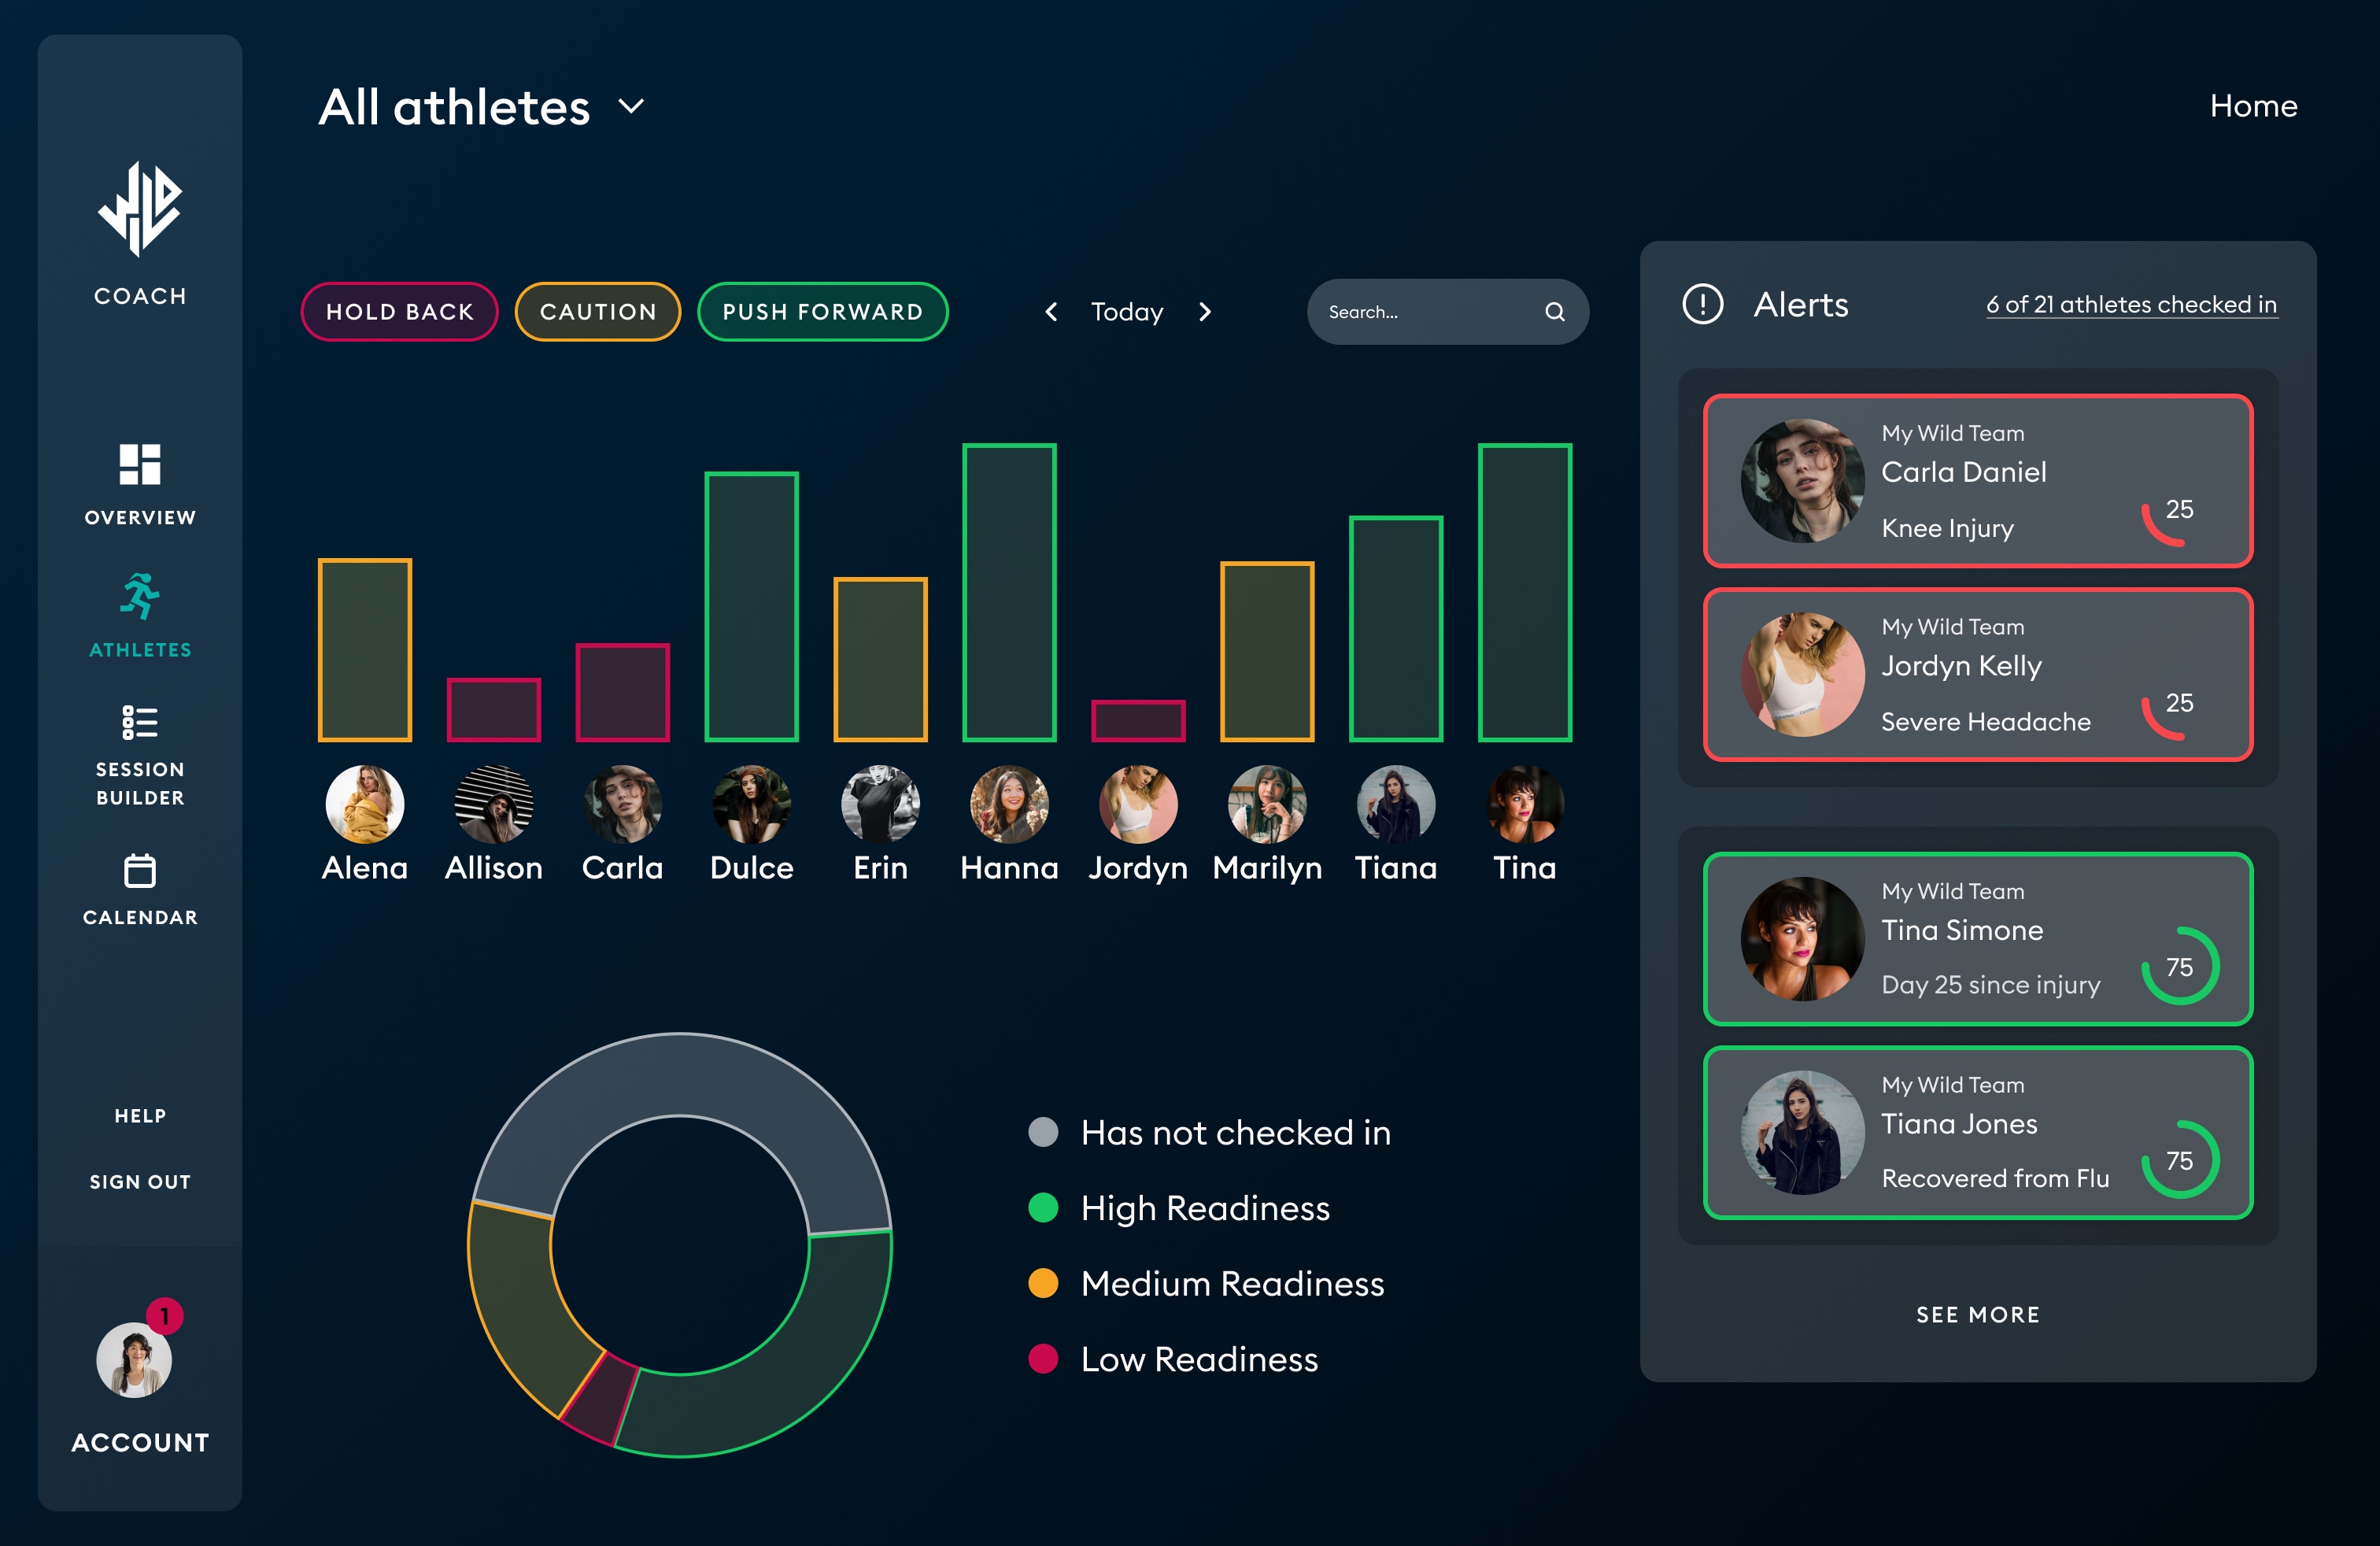 All athletes
Home
COACH
HOLD BACK
CAUTION
PUSH FORWARD
Today
Search...
Alerts
6 of 21 athletes checked in
OVERVIEW
ATHLETES
SESSION
BUILDER
CALENDAR
HELP
SIGN OUT
1
ACCOUNT
Alena
Allison
Carla
Dulce
Erin
Hanna
Jordyn
Marilyn
Tiana
Tina
Has not checked in
High Readiness
Medium Readiness
Low Readiness
My Wild Team
Carla Daniel
Knee Injury
25
My Wild Team
Jordyn Kelly
Severe Headache
25
My Wild Team
Tina Simone
Day 25 since injury
75
My Wild Team
Tiana Jones
Recovered from Flu
75
SEE MORE